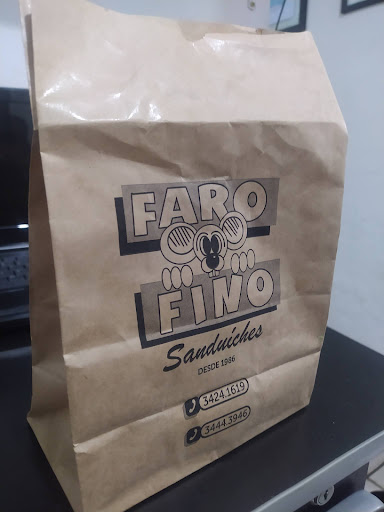 FARO
FINO
Sanduíches
DESDE 1986
3424.1619
3444.3946